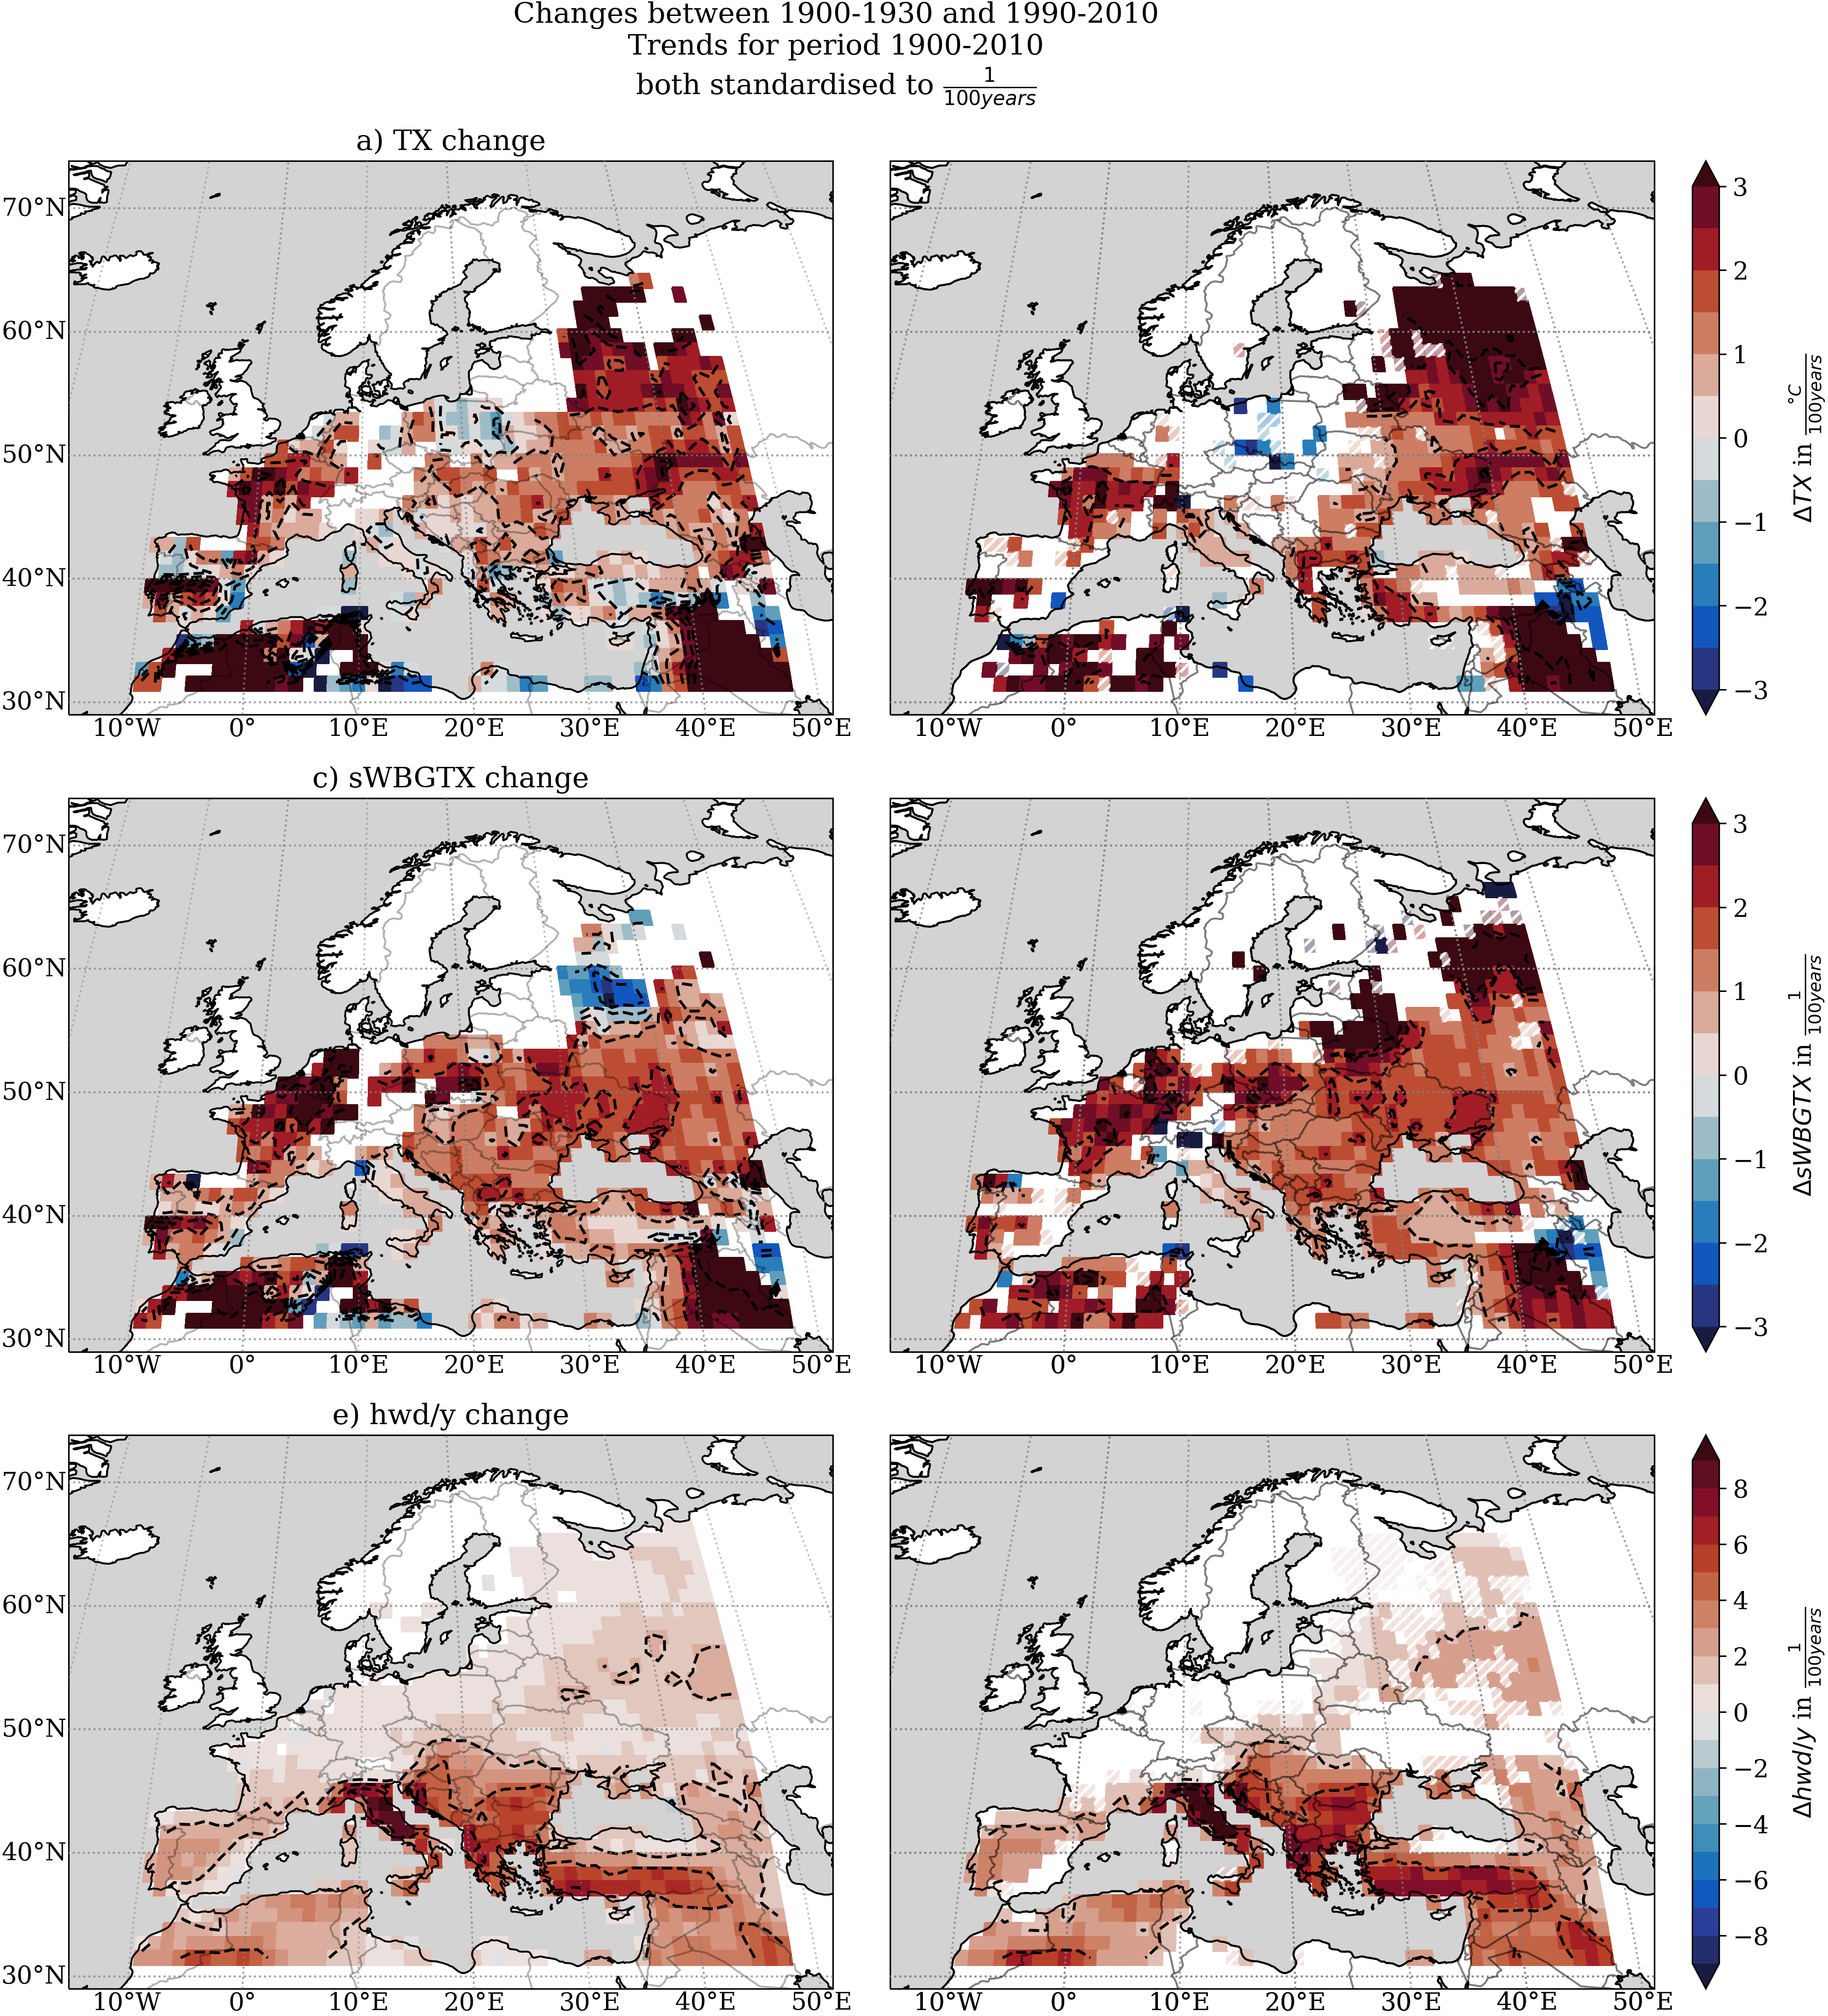 Changes between 1900-1930 and 1990-2010
Trends for period 1900-2010
both standardised to 1/100years
a) TX change
70°N
60°N
50°N
40°N
30°N
10°W 0° 10°E 20°E 30°E 40°E 50°E
10°W 0° 10°E 20°E 30°E 40°E 50°E
3
2
1
0
−1
−2
−3
ΔTX in °C/100years
c) sWBGTX change
70°N
60°N
50°N
40°N
30°N
10°W 0° 10°E 20°E 30°E 40°E 50°E
10°W 0° 10°E 20°E 30°E 40°E 50°E
3
2
1
0
−1
−2
−3
ΔsWBGTX in 1/100years
e) hwd/y change
70°N
60°N
50°N
40°N
30°N
10°W 0° 10°E 20°E 30°E 40°E 50°E
10°W 0° 10°E 20°E 30°E 40°E 50°E
8
6
4
2
0
−2
−4
−6
−8
Δhwd/y in 1/100years